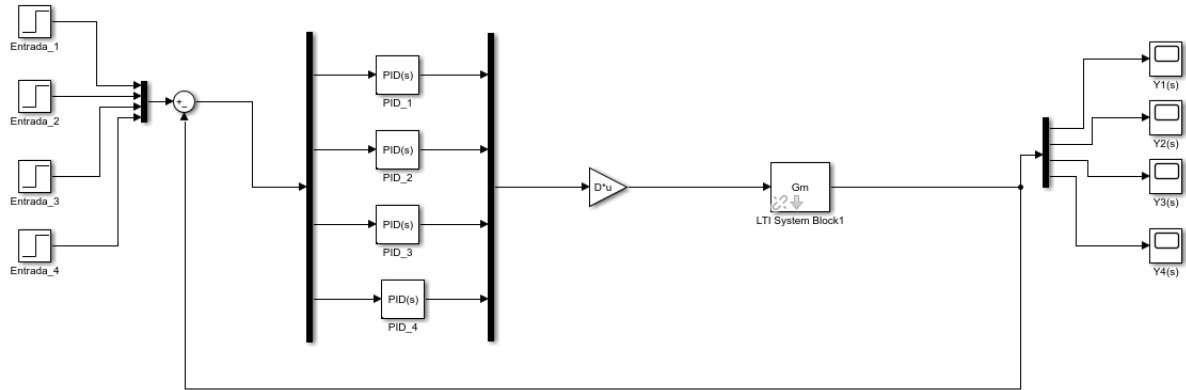 Entrada_1
Entrada_2
Entrada_3
Entrada_4
+
−
PID(s)
PID_1
PID(s)
PID_2
PID(s)
PID_3
PID(s)
PID_4
D*u
Gm
LTI System Block1
Y1(s)
Y2(s)
Y3(s)
Y4(s)